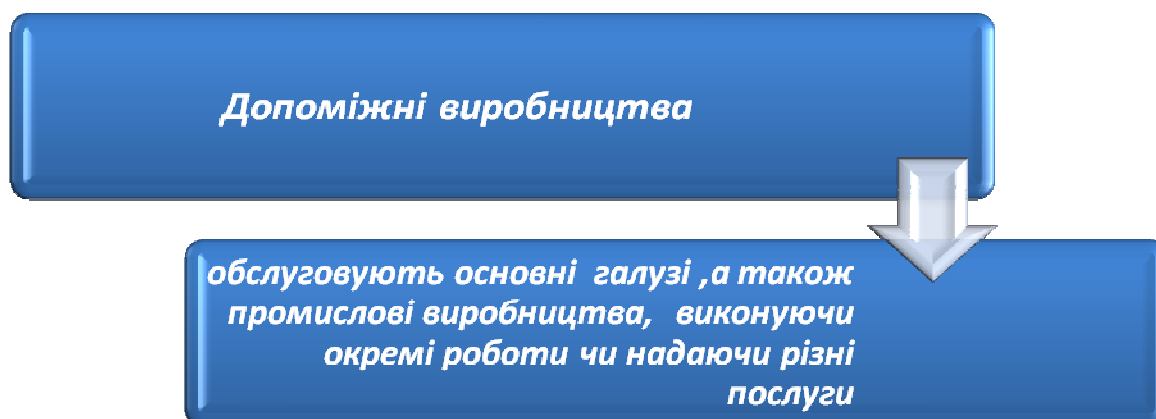 Допоміжні виробництва
обслуговують основні галузі ,а також
промислові виробництва, виконуючи
окремі роботи чи надаючи різні
послуги